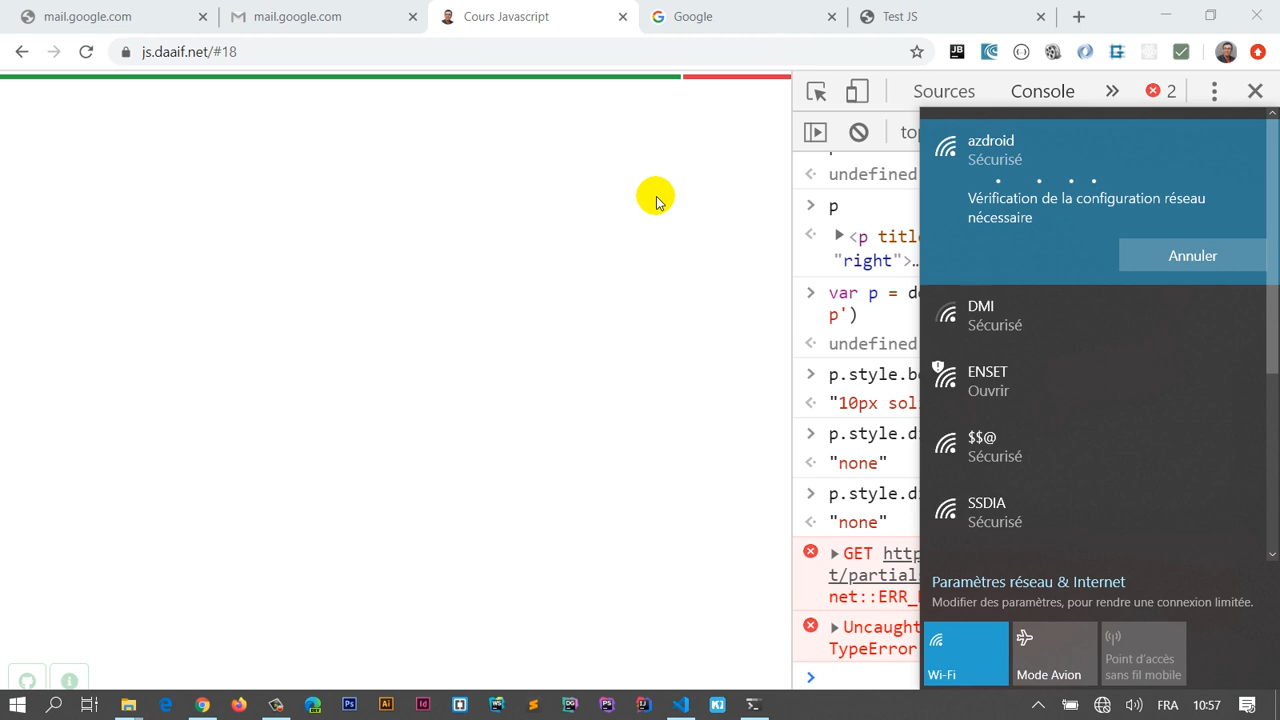 mail.google.com
mail.google.com
Cours Javascript
Google
Test JS
js.daaif.net/#18
Sources
Console
2
undefined
p
<p titl
"right">…
var p = d
p')
undefined
p.style.b
"10px sol
p.style.d
"none"
p.style.d
"none"
GET http
t/partial
net::ERR_
Uncaught
TypeError
azdroid
Sécurisé
Vérification de la configuration réseau
nécessaire
Annuler
DMI
Sécurisé
ENSET
Ouvrir
$$@
Sécurisé
SSDIA
Sécurisé
Paramètres réseau & Internet
Modifier des paramètres, pour rendre une connexion limitée.
Wi-Fi
Mode Avion
Point d'accès
sans fil mobile
FRA
10:57